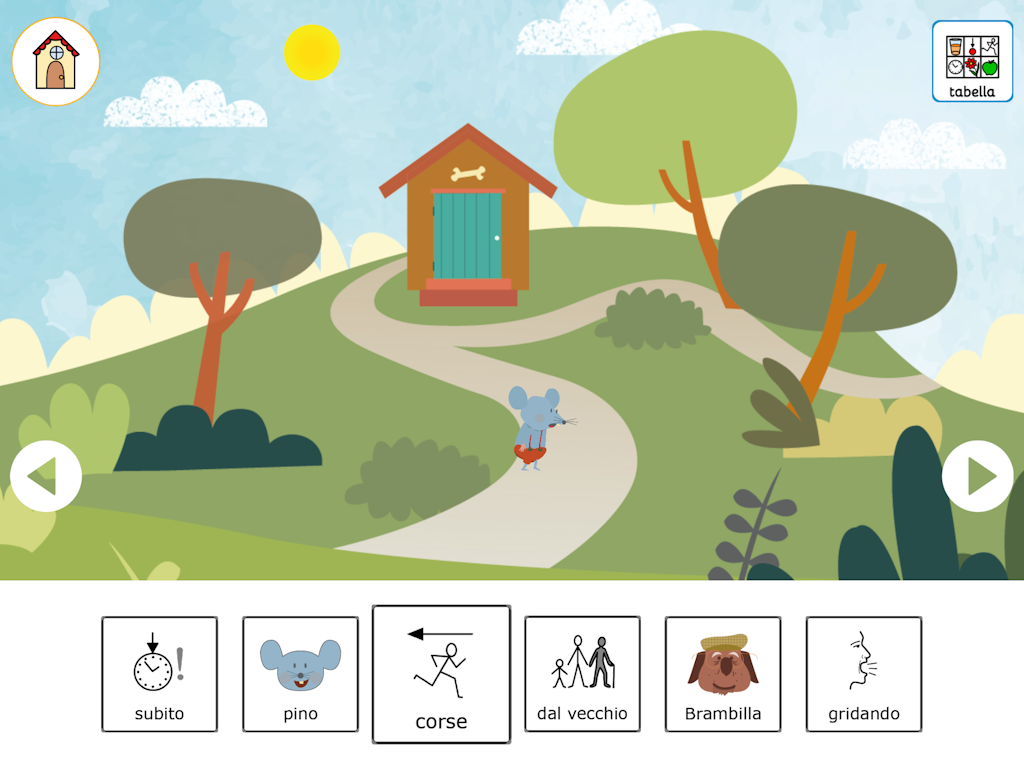 tabella
subito
pino
corse
dal vecchio
Brambilla
gridando